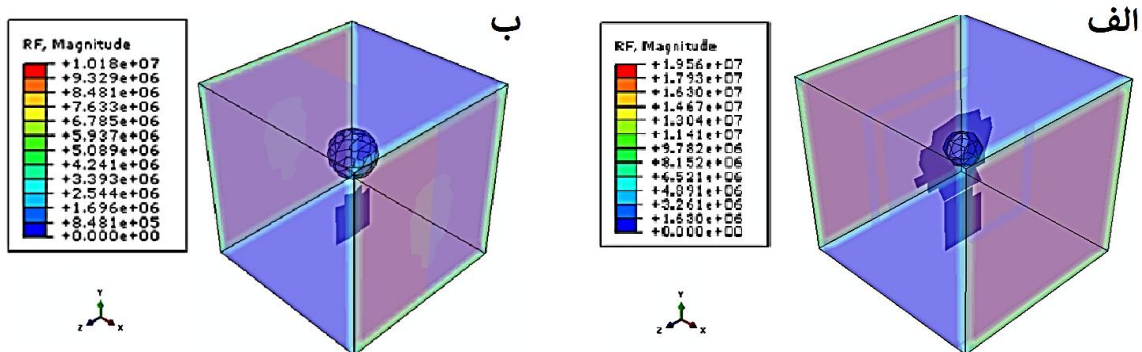 ب
RF, Magnitude
+1.018e+07
+9.329e+06
+8.481e+06
+7.633e+06
+6.785e+06
+5.937e+06
+5.089e+06
+4.241e+06
+3.393e+06
+2.544e+06
+1.696e+06
+8.481e+05
+0.000e+00
Y
Z X
الف
RF, Magnitude
+1.956e+07
+1.793e+07
+1.630e+07
+1.467e+07
+1.304e+07
+1.141e+07
+9.782e+06
+8.152e+06
+6.521e+06
+4.891e+06
+3.261e+06
+1.630e+06
+0.000e+00
Y
Z X